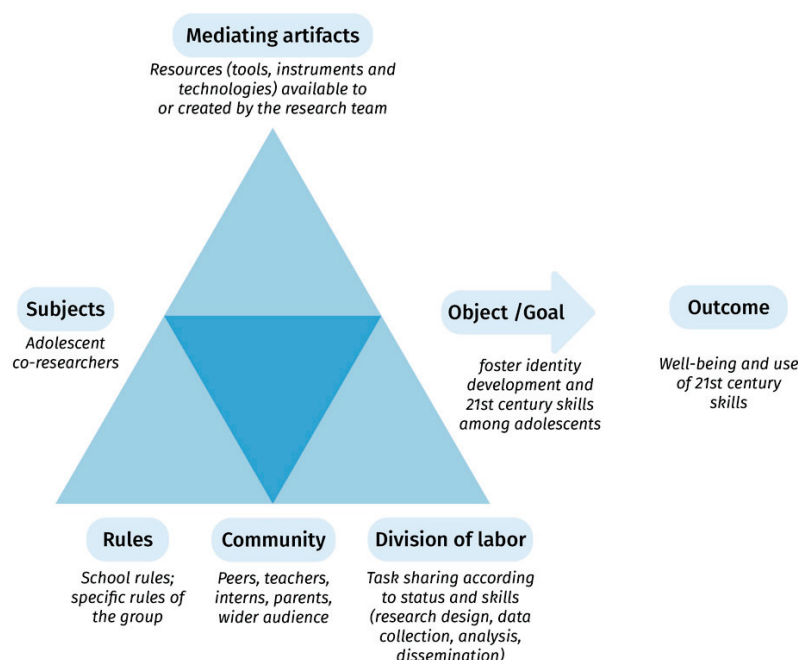 Mediating artifacts
Resources (tools, instruments and
technologies) available to
or created by the research team
Subjects
Adolescent
co-researchers
Object /Goal
foster identity
development and
21st century skills
among adolescents
Outcome
Well-being and use
of 21st century
skills
Rules
School rules;
specific rules of
the group
Community
Peers, teachers,
interns, parents,
wider audience
Division of labor
Task sharing according
to status and skills
(research design, data
collection, analysis,
dissemination)